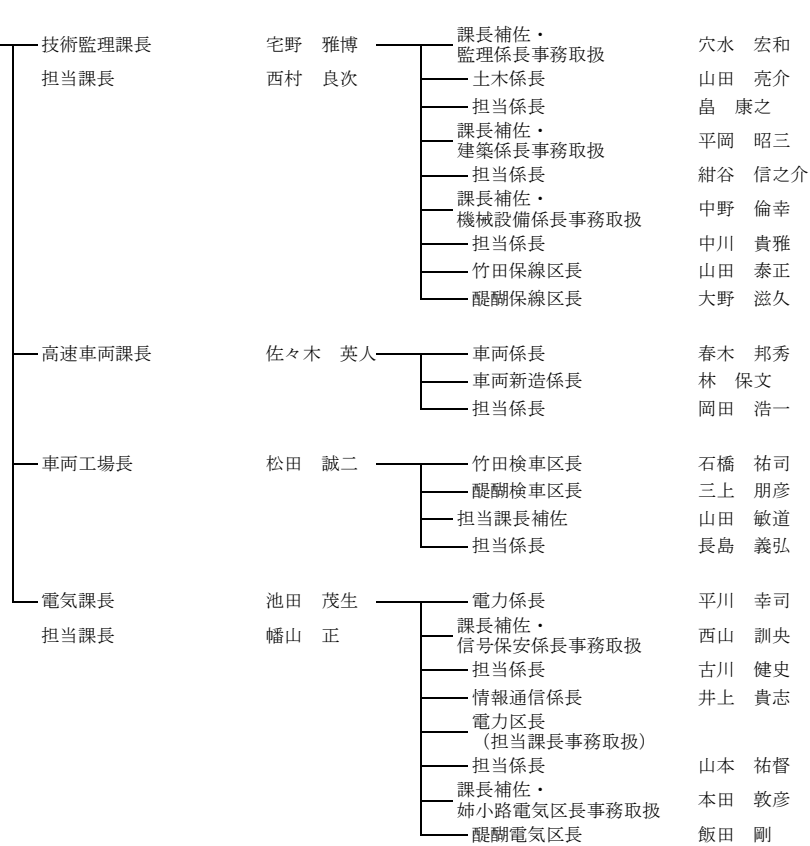 技術監理課長 宅野 雅博 課長補佐・
監理係長事務取扱 穴水 宏和
担当課長 西村 良次 土木係長 山田 亮介
担当係長 畠 康之
課長補佐・
建築係長事務取扱 平岡 昭三
担当係長 紺谷 信之介
課長補佐・
機械設備係長事務取扱 中野 倫幸
担当係長 中川 貴雅
竹田保線区長 山田 泰正
醍醐保線区長 大野 滋久
高速車両課長 佐々木 英人 車両係長 春木 邦秀
車両新造係長 林 保文
担当係長 岡田 浩一
車両工場長 松田 誠二 竹田検車区長 石橋 祐司
醍醐検車区長 三上 朋彦
担当課長補佐 山田 敏道
担当係長 長島 義弘
電気課長 池田 茂生 電力係長 平川 幸司
担当課長 幡山 正 課長補佐・
信号保安係長事務取扱 西山 訓央
担当係長 古川 健史
情報通信係長 井上 貴志
電力区長
（担当課長事務取扱）
担当係長 山本 祐督
課長補佐・
姉小路電気区長事務取扱 本田 敦彦
醍醐電気区長 飯田 剛